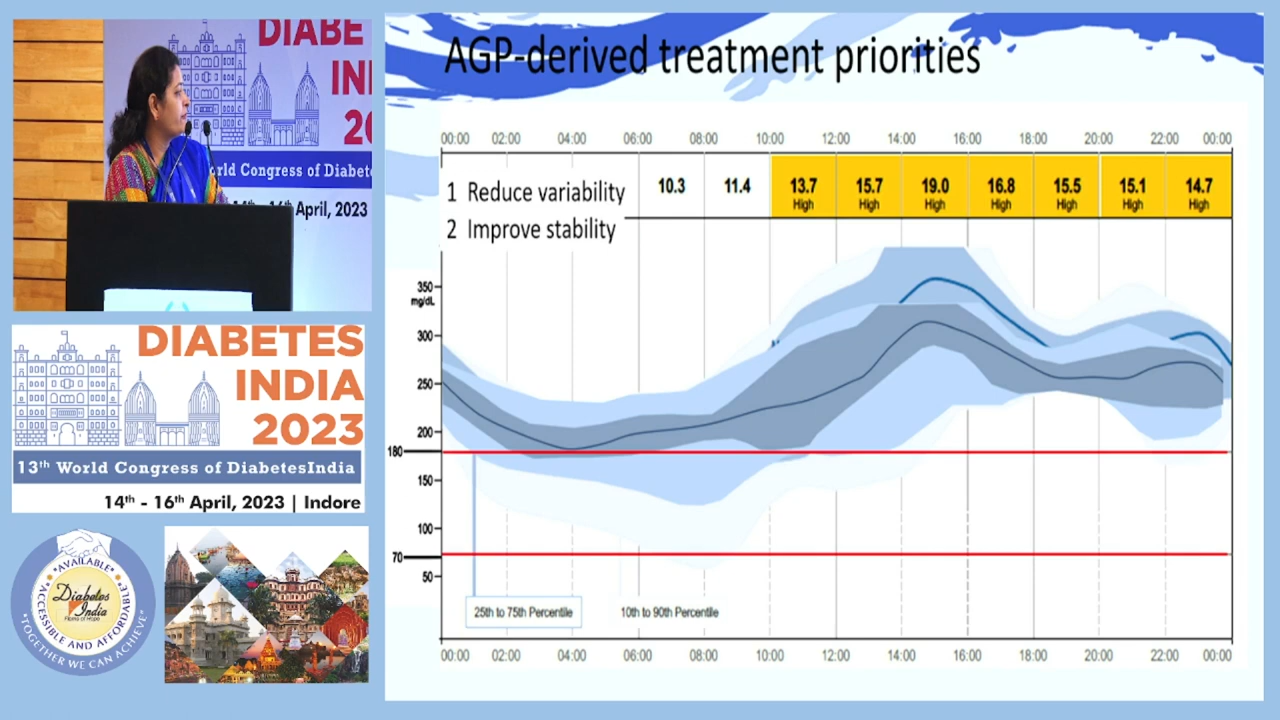 DIABE
IN
20
orld Congress of Diabete
April, 2023
DIABETES
INDIA
2023
13th World Congress of DiabetesIndia
14th - 16th April, 2023 | Indore
AVAILABLE
ACCESSIBLE AND AFFORDABLE
Diabetes
India
"TOGETHER WE CAN ACHIEVE"
AGP-derived treatment priorities
00:00 02:00 04:00 06:00 08:00 10:00 12:00 14:00 16:00 18:00 20:00 22:00 00:00
1 Reduce variability
2 Improve stability
10.3 11.4 13.7 15.7 19.0 16.8 15.5 15.1 14.7
High High High High High High High
350
mg/dL
300
250
200
180
150
100
70
50
25th to 75th Percentile 10th to 90th Percentile
00:00 02:00 04:00 06:00 08:00 10:00 12:00 14:00 16:00 18:00 20:00 22:00 00:00